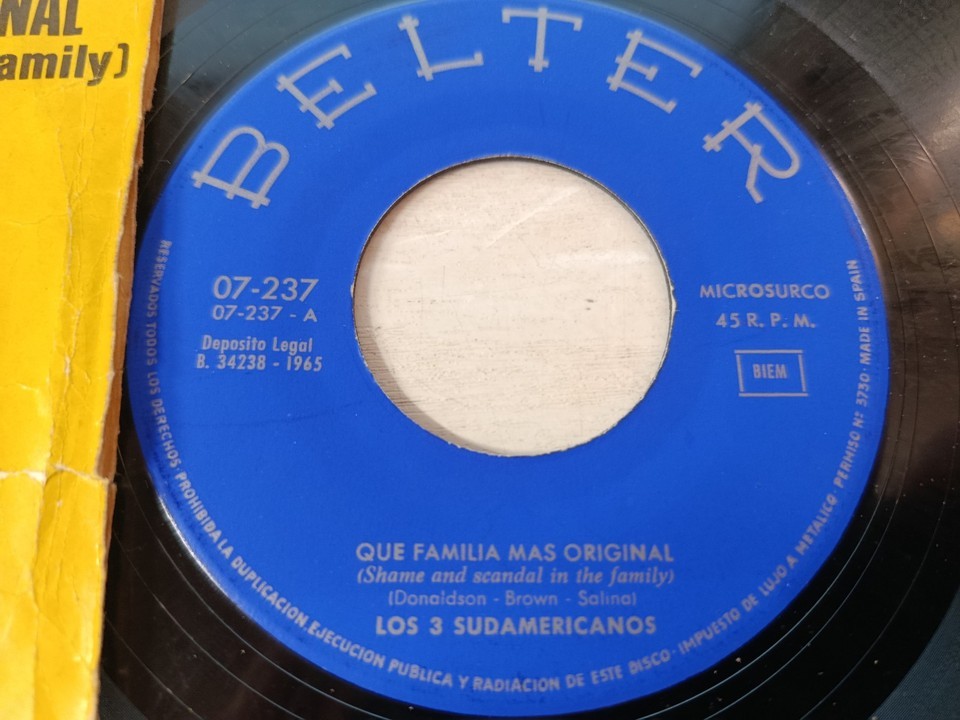 NAL
amily)
BELTER
07-237
07-237 - A
Deposito Legal
B. 34238 - 1965
MICROSURCO
45 R. P. M.
BIEM
QUE FAMILIA MAS ORIGINAL
(Shame and scandal in the family)
(Donaldson - Brown - Salina)
LOS 3 SUDAMERICANOS
RESERVADOS TODOS LOS DERECHOS · PROHIBIDA LA DUPLICACION EJECUCION PUBLICA Y RADIACION DE ESTE DISCO · IMPUESTO DE LUJO A METALICO · PERMISO Nº 3730 · MADE IN SPAIN